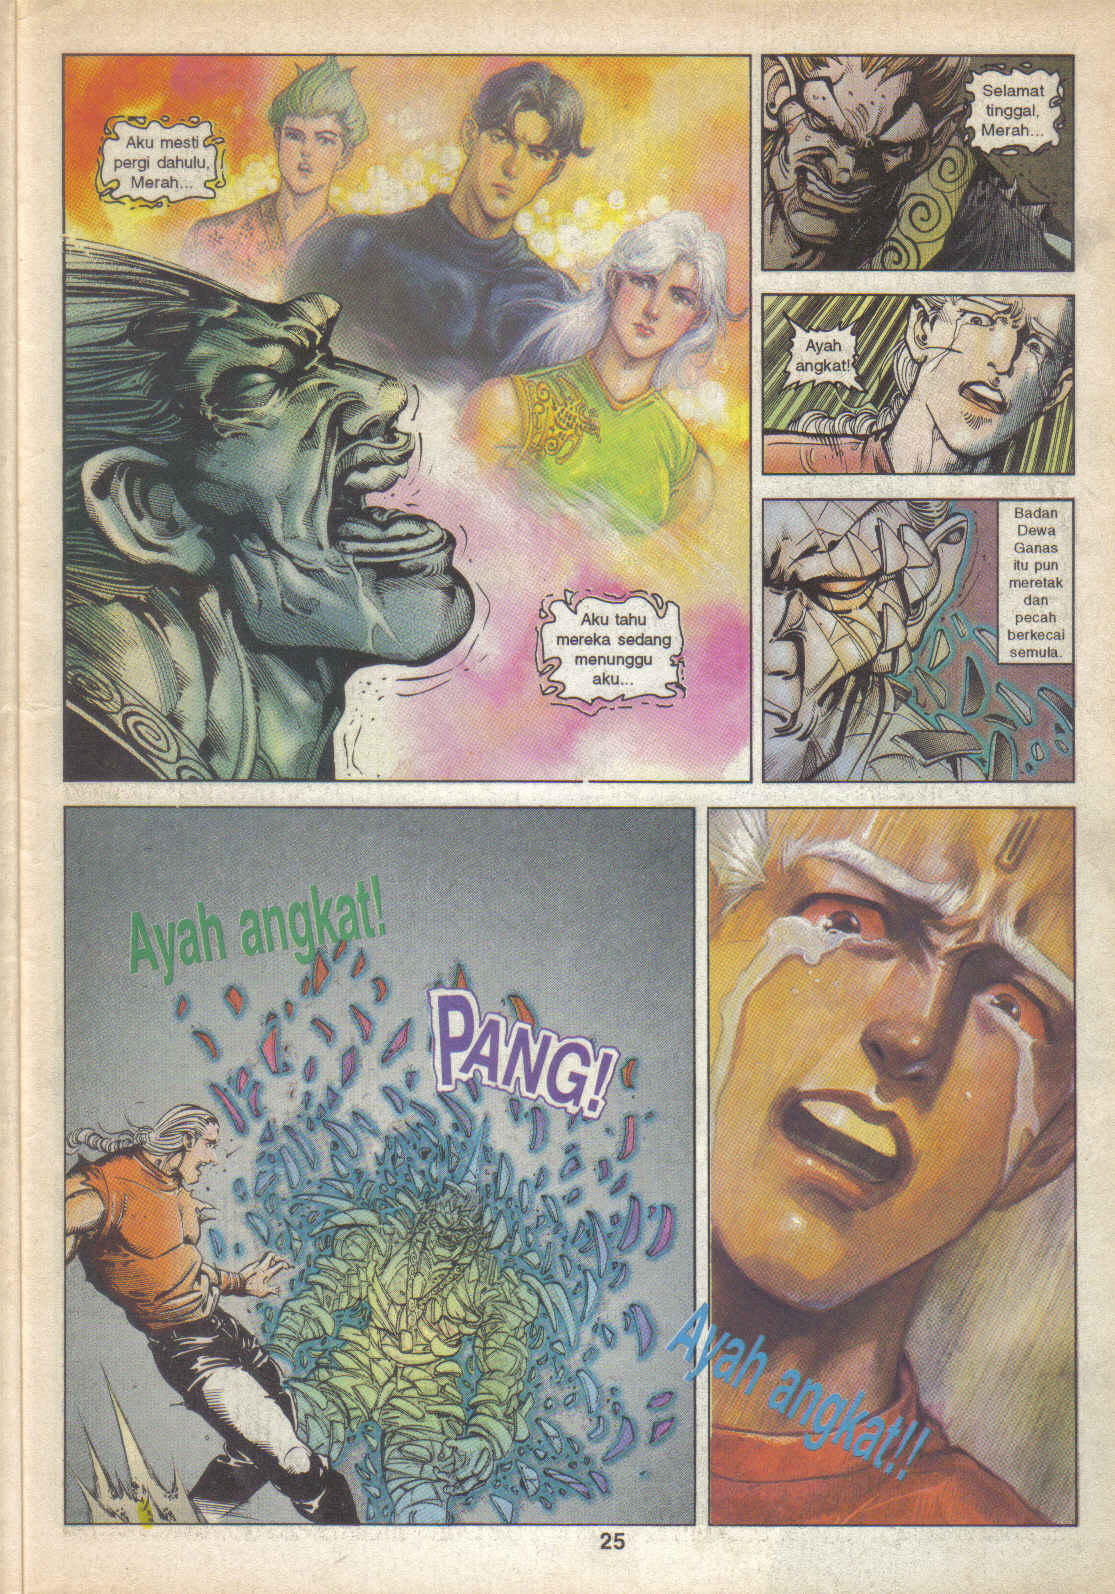 Aku mesti
pergi dahulu,
Merah...
Aku tahu
mereka sedang
menunggu
aku...
Selamat
tinggal,
Merah...
Ayah
angkat!
Badan
Dewa
Ganas
itu pun
meretak
dan
pecah
berkecai
semula.
Ayah angkat!
PANG!
Ayah angkat!!
25